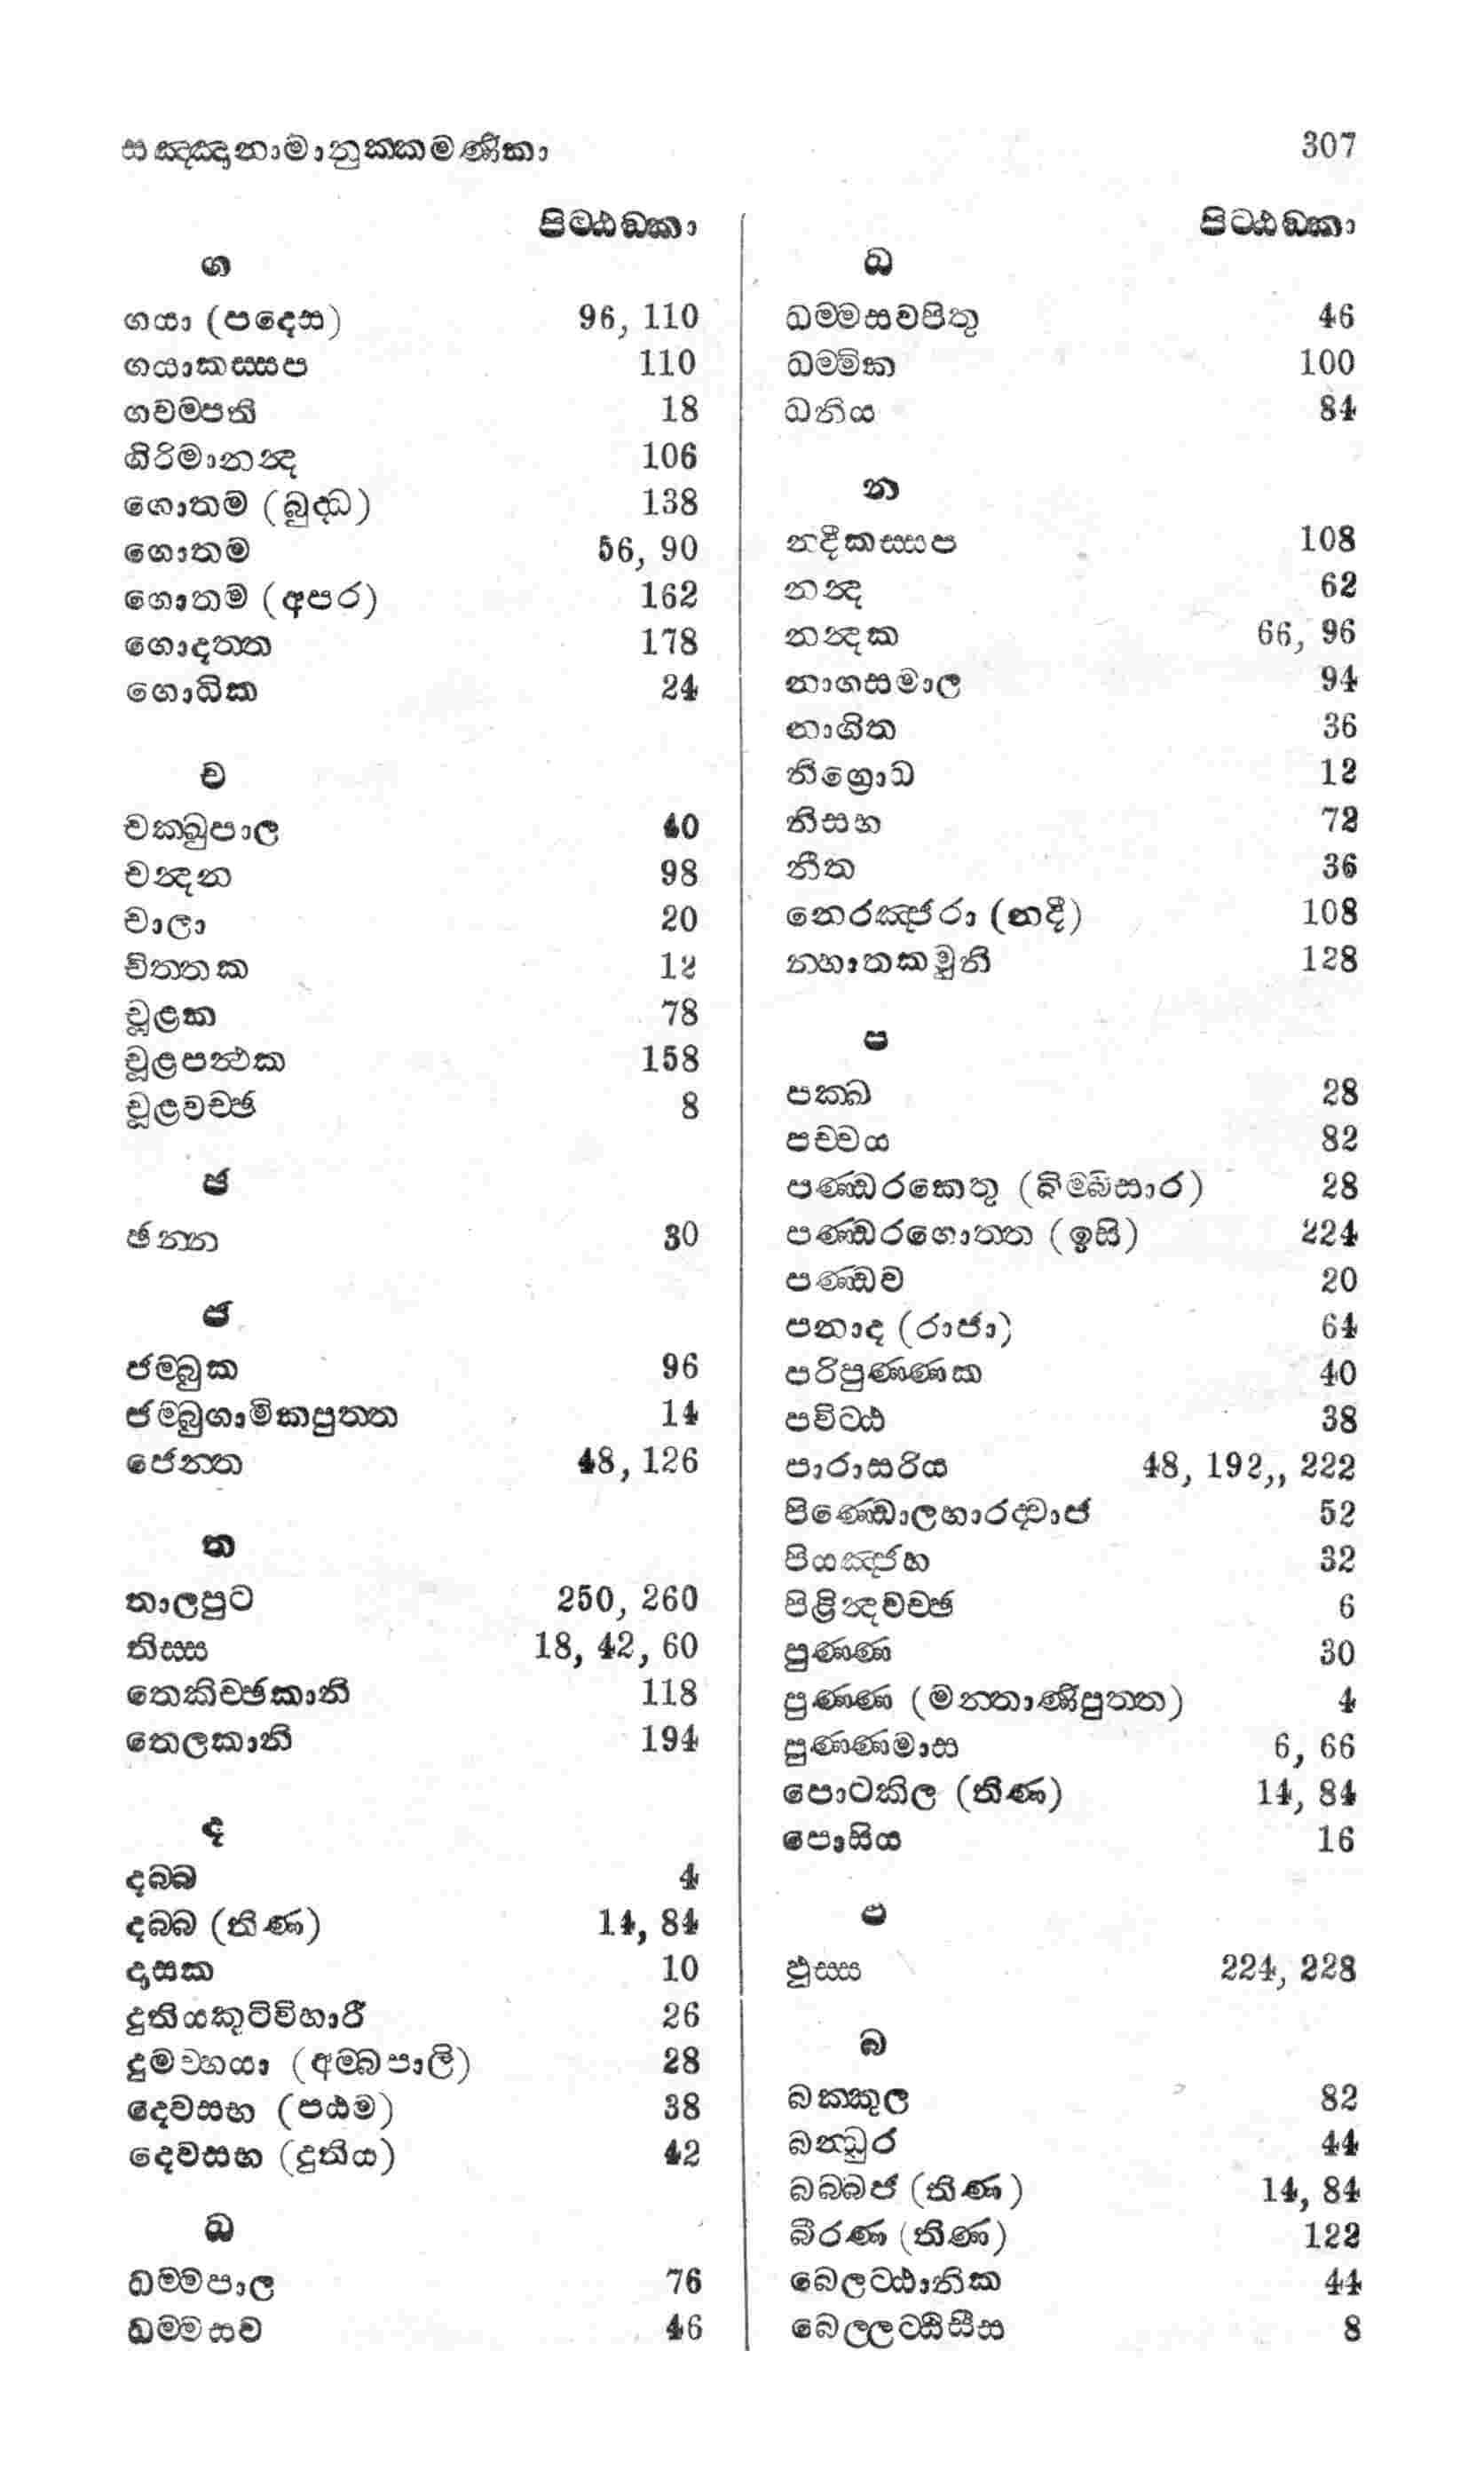 සඤ්ඤානාමානුක්කමණිකා 307
පිට්ඨඞ්කා
ග
ගයා (පදෙස) 96, 110
ගයාකස්සප 110
ගවම්පති 18
ගිරිමානන්ද 106
ගොතම (බුද්ධ) 138
ගොතම 56, 90
ගොතම (අපර) 162
ගොදත්ත 178
ගොධික 24
ච
චක්ඛුපාල 40
චන්දන 98
චාලා 20
චිත්තක 12
චූළක 78
චූළපන්ථක 158
චූළවච්ඡ 8
ඡ
ඡන්න 30
ජ
ජම්බුක 96
ජම්බුගාමිකපුත්ත 14
ජෙන්ත 48, 126
ත
තාලපුට 250, 260
තිස්ස 18, 42, 60
තෙකිච්ඡකානි 118
තෙලකානි 194
ද
දබ්බ 4
දබ්බ (තිණ) 14, 84
දාසක 10
දුතියකුටිවිහාරී 26
දුමව්හයා (අම්බපාලි) 28
දෙවසභ (පඨම) 38
දෙවසභ (දුතිය) 42
ධ
ධම්මපාල 76
ධම්මසව 46
පිට්ඨඞ්කා
ධ
ධම්මසවපිතු 46
ධම්මික 100
ධනිය 84
න
නදීකස්සප 108
නන්ද 62
නන්දක 66, 96
නාගසමාල 94
නාගිත 36
නිග්‍රොධ 12
නිසභ 72
නීත 36
නෙරඤ්ජරා (නදී) 108
නහාතකමුනි 128
ප
පක්ඛ 28
පච්චය 82
පණ්ඩරකෙතු (බිම්බිසාර) 28
පණ්ඩරගොත්ත (ඉසි) 224
පණ්ඩව 20
පනාද (රාජා) 64
පරිපුණ්ණක 40
පවිට්ඨ 38
පාරාසරිය 48, 192,, 222
පිණ්ඩොලභාරද්වාජ 52
පියඤ්ජහ 32
පිළින්දවච්ඡ 6
පුණ්ණ 30
පුණ්ණ (මන්තාණිපුත්ත) 4
පුණ්ණමාස 6, 66
පොටකිල (තිණ) 14, 84
පොසිය 16
ඵ
ඵුස්ස 224, 228
බ
බක්කුල 82
බන්ධුර 44
බබ්බජ (තිණ) 14, 84
බීරණ (තිණ) 122
බෙලට්ඨානික 44
බෙල්ලට්ඨිසීස 8